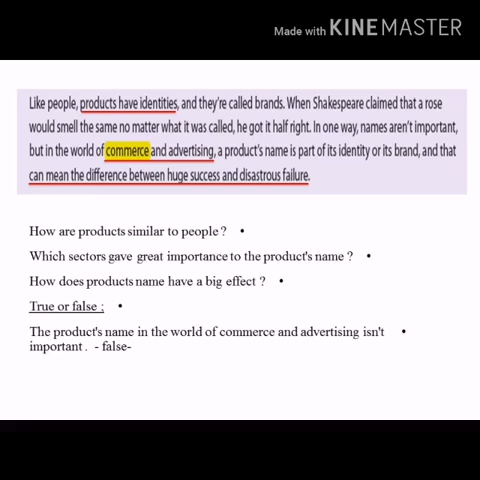 Made with KINEMASTER
Like people, products have identities, and they're called brands. When Shakespeare claimed that a rose
would smell the same no matter what it was called, he got it half right. In one way, names aren't important,
but in the world of commerce and advertising, a product's name is part of its identity or its brand, and that
can mean the difference between huge success and disastrous failure.
How are products similar to people ? •
Which sectors gave great importance to the product's name ? •
How does products name have a big effect ? •
True or false : •
The product's name in the world of commerce and advertising isn't •
important . - false-